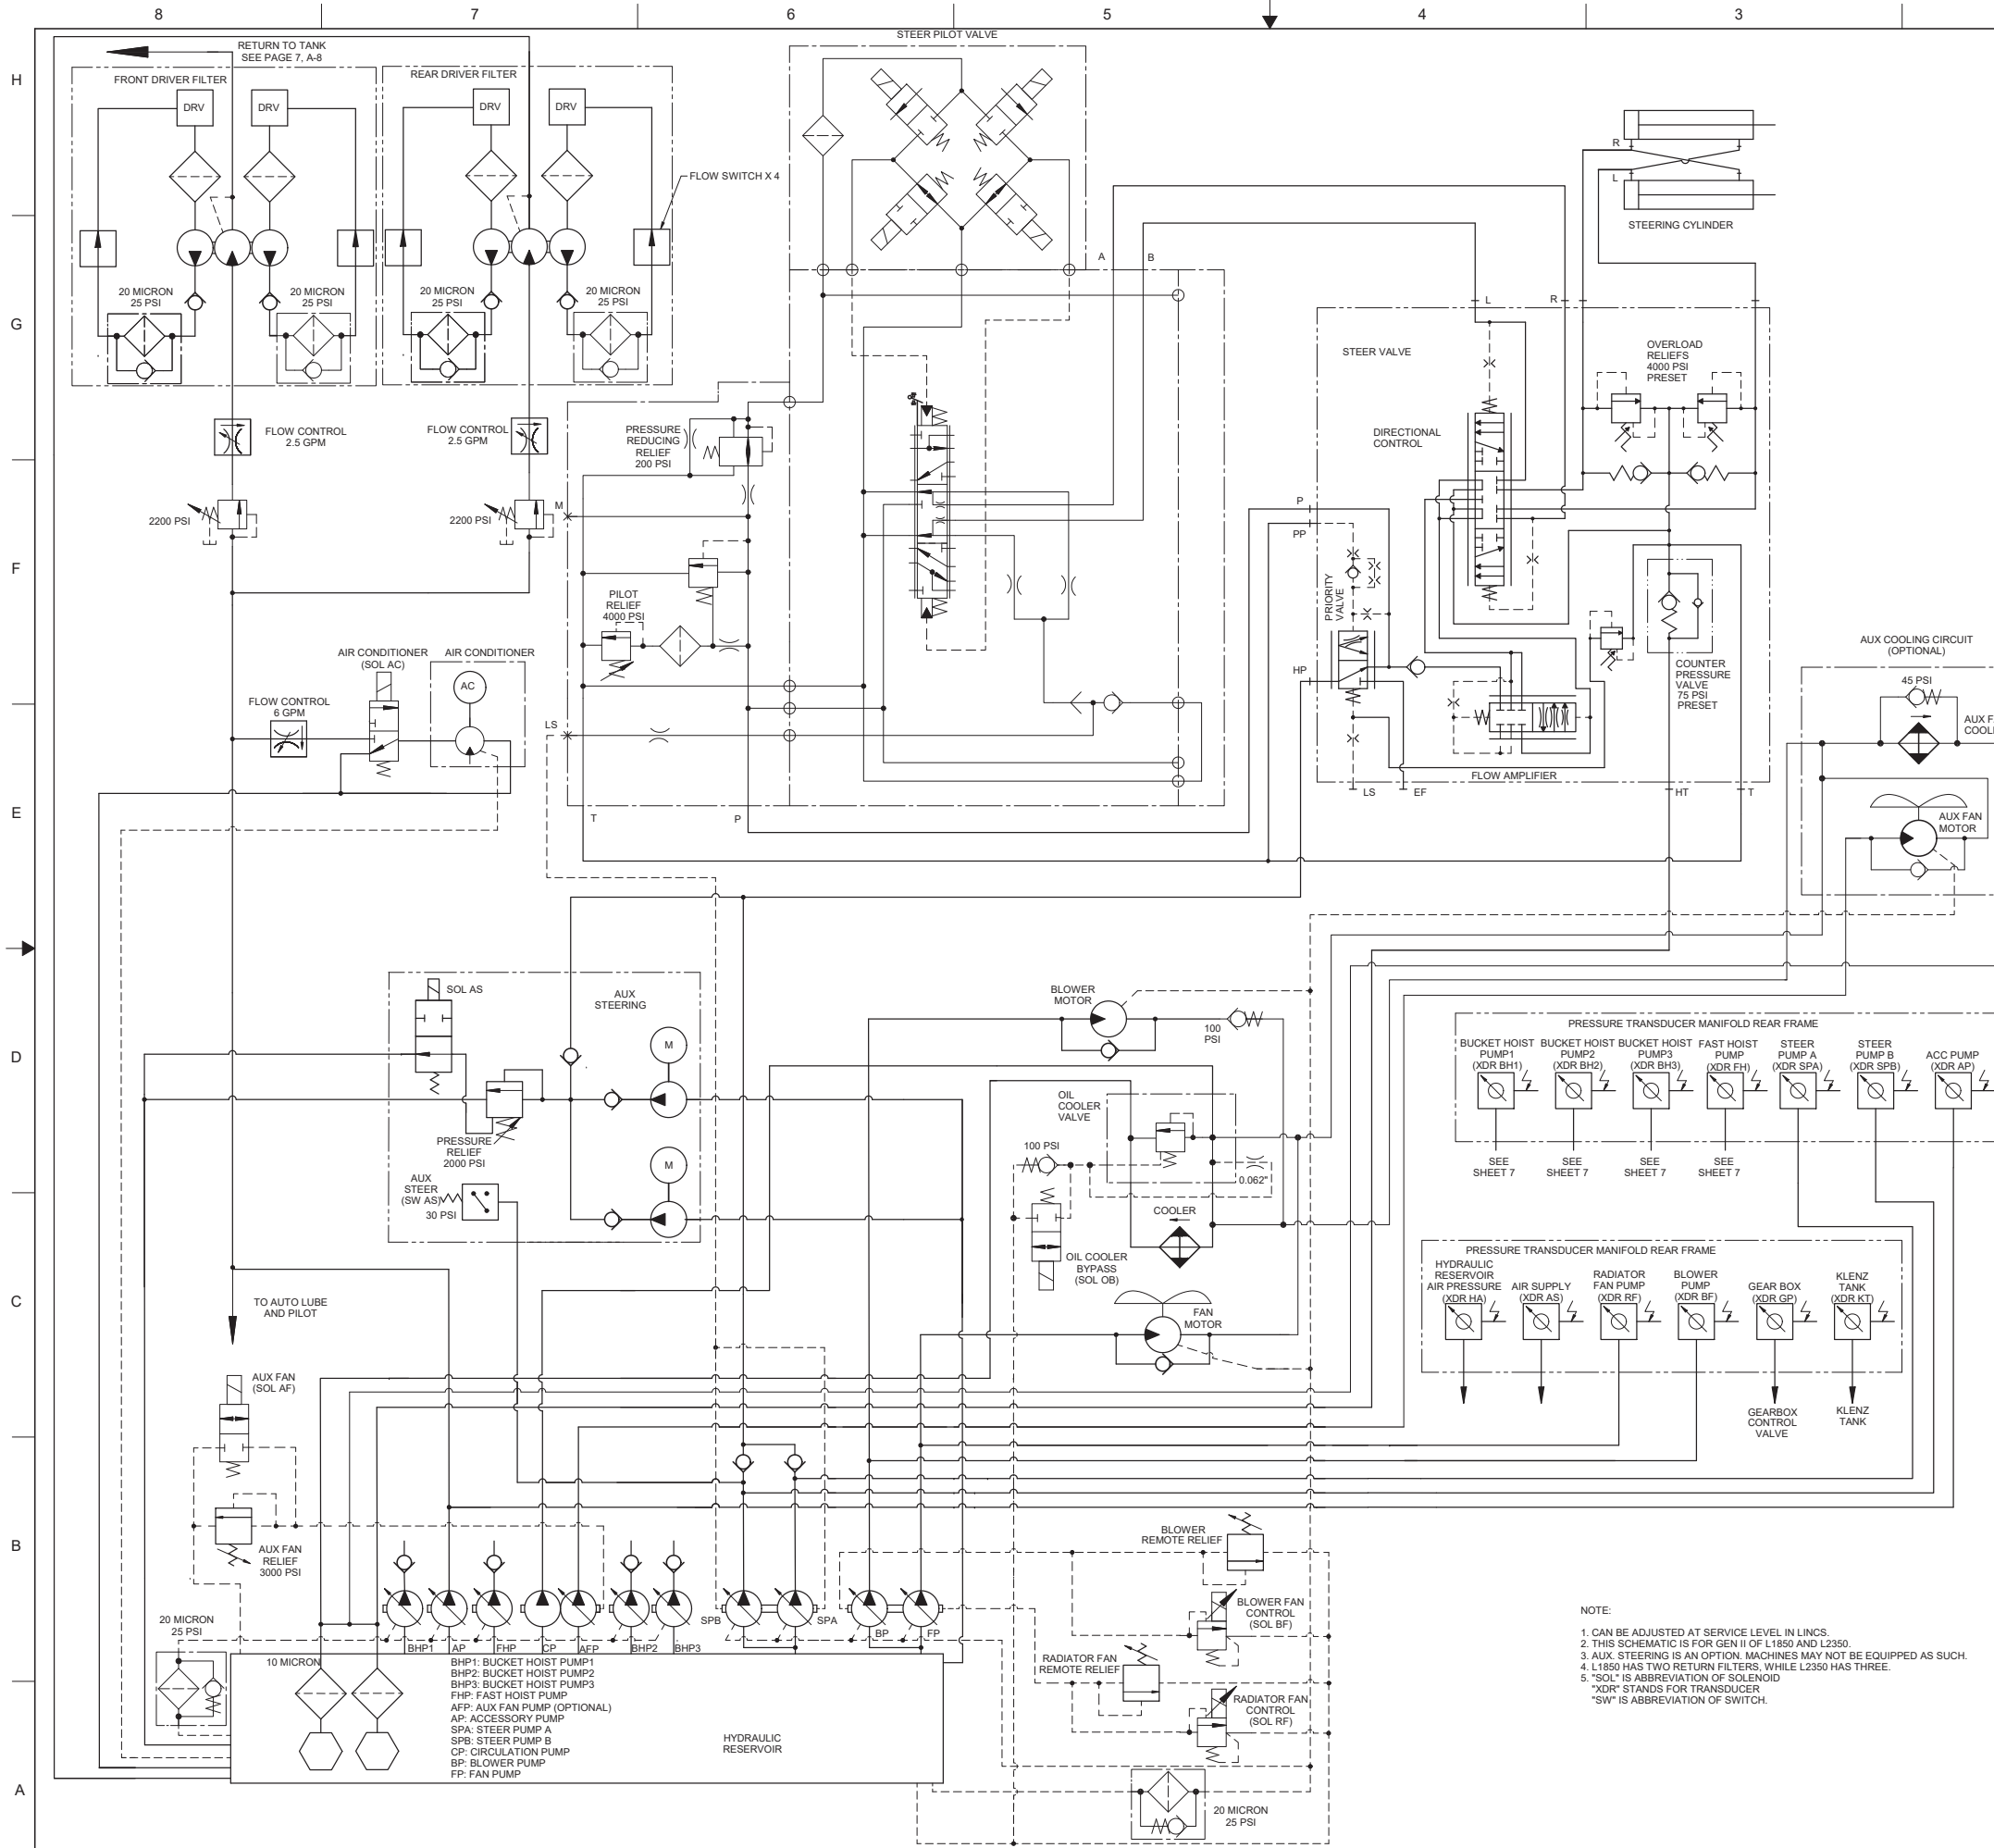 8 7 6 5 4 3
H
G
F
E
D
C
B
A
RETURN TO TANK
SEE PAGE 7, A-8
FRONT DRIVER FILTER
REAR DRIVER FILTER
DRV
DRV
DRV
DRV
FLOW SWITCH X 4
20 MICRON
25 PSI
20 MICRON
25 PSI
20 MICRON
25 PSI
20 MICRON
25 PSI
FLOW CONTROL
2.5 GPM
FLOW CONTROL
2.5 GPM
2200 PSI
2200 PSI
STEER PILOT VALVE
A
B
PRESSURE
REDUCING
RELIEF
200 PSI
M
PILOT
RELIEF
4000 PSI
LS
T
P
STEERING CYLINDER
R
L
L
R
STEER VALVE
OVERLOAD
RELIEFS
4000 PSI
PRESET
DIRECTIONAL
CONTROL
P
PP
PRIORITY
VALVE
HP
COUNTER
PRESSURE
VALVE
75 PSI
PRESET
FLOW AMPLIFIER
LS
EF
HT
T
AIR CONDITIONER
(SOL AC)
AIR CONDITIONER
AC
FLOW CONTROL
6 GPM
AUX COOLING CIRCUIT
(OPTIONAL)
45 PSI
AUX FAN
MOTOR
SOL AS
AUX
STEERING
M
M
PRESSURE
RELIEF
2000 PSI
AUX
STEER
(SW AS)
30 PSI
BLOWER
MOTOR
100
PSI
OIL
COOLER
VALVE
100 PSI
0.062"
COOLER
OIL COOLER
BYPASS
(SOL OB)
FAN
MOTOR
PRESSURE TRANSDUCER MANIFOLD REAR FRAME
BUCKET HOIST
PUMP1
(XDR BH1)
BUCKET HOIST
PUMP2
(XDR BH2)
BUCKET HOIST
PUMP3
(XDR BH3)
FAST HOIST
PUMP
(XDR FH)
STEER
PUMP A
(XDR SPA)
STEER
PUMP B
(XDR SPB)
ACC PUMP
(XDR AP)
SEE
SHEET 7
SEE
SHEET 7
SEE
SHEET 7
SEE
SHEET 7
PRESSURE TRANSDUCER MANIFOLD REAR FRAME
HYDRAULIC
RESERVOIR
AIR PRESSURE
(XDR HA)
AIR SUPPLY
(XDR AS)
RADIATOR
FAN PUMP
(XDR RF)
BLOWER
PUMP
(XDR BF)
GEAR BOX
(XDR GP)
KLENZ
TANK
(XDR KT)
GEARBOX
CONTROL
VALVE
KLENZ
TANK
TO AUTO LUBE
AND PILOT
AUX FAN
(SOL AF)
AUX FAN
RELIEF
3000 PSI
20 MICRON
25 PSI
SPB
SPA
BP
FP
BHP1
AP
FHP
CP
AFP
BHP2
BHP3
10 MICRON
BHP1: BUCKET HOIST PUMP1
BHP2: BUCKET HOIST PUMP2
BHP3: BUCKET HOIST PUMP3
FHP: FAST HOIST PUMP
AFP: AUX FAN PUMP (OPTIONAL)
AP: ACCESSORY PUMP
SPA: STEER PUMP A
SPB: STEER PUMP B
CP: CIRCULATION PUMP
BP: BLOWER PUMP
FP: FAN PUMP
HYDRAULIC
RESERVOIR
BLOWER
REMOTE RELIEF
BLOWER FAN
CONTROL
(SOL BF)
RADIATOR FAN
REMOTE RELIEF
RADIATOR FAN
CONTROL
(SOL RF)
20 MICRON
25 PSI
NOTE:
1. CAN BE ADJUSTED AT SERVICE LEVEL IN LINCS.
2. THIS SCHEMATIC IS FOR GEN II OF L1850 AND L2350.
3. AUX. STEERING IS AN OPTION. MACHINES MAY NOT BE EQUIPPED AS SUCH.
4. L1850 HAS TWO RETURN FILTERS, WHILE L2350 HAS THREE.
5. "SOL" IS ABBREVIATION OF SOLENOID
"XDR" STANDS FOR TRANSDUCER
"SW" IS ABBREVIATION OF SWITCH.